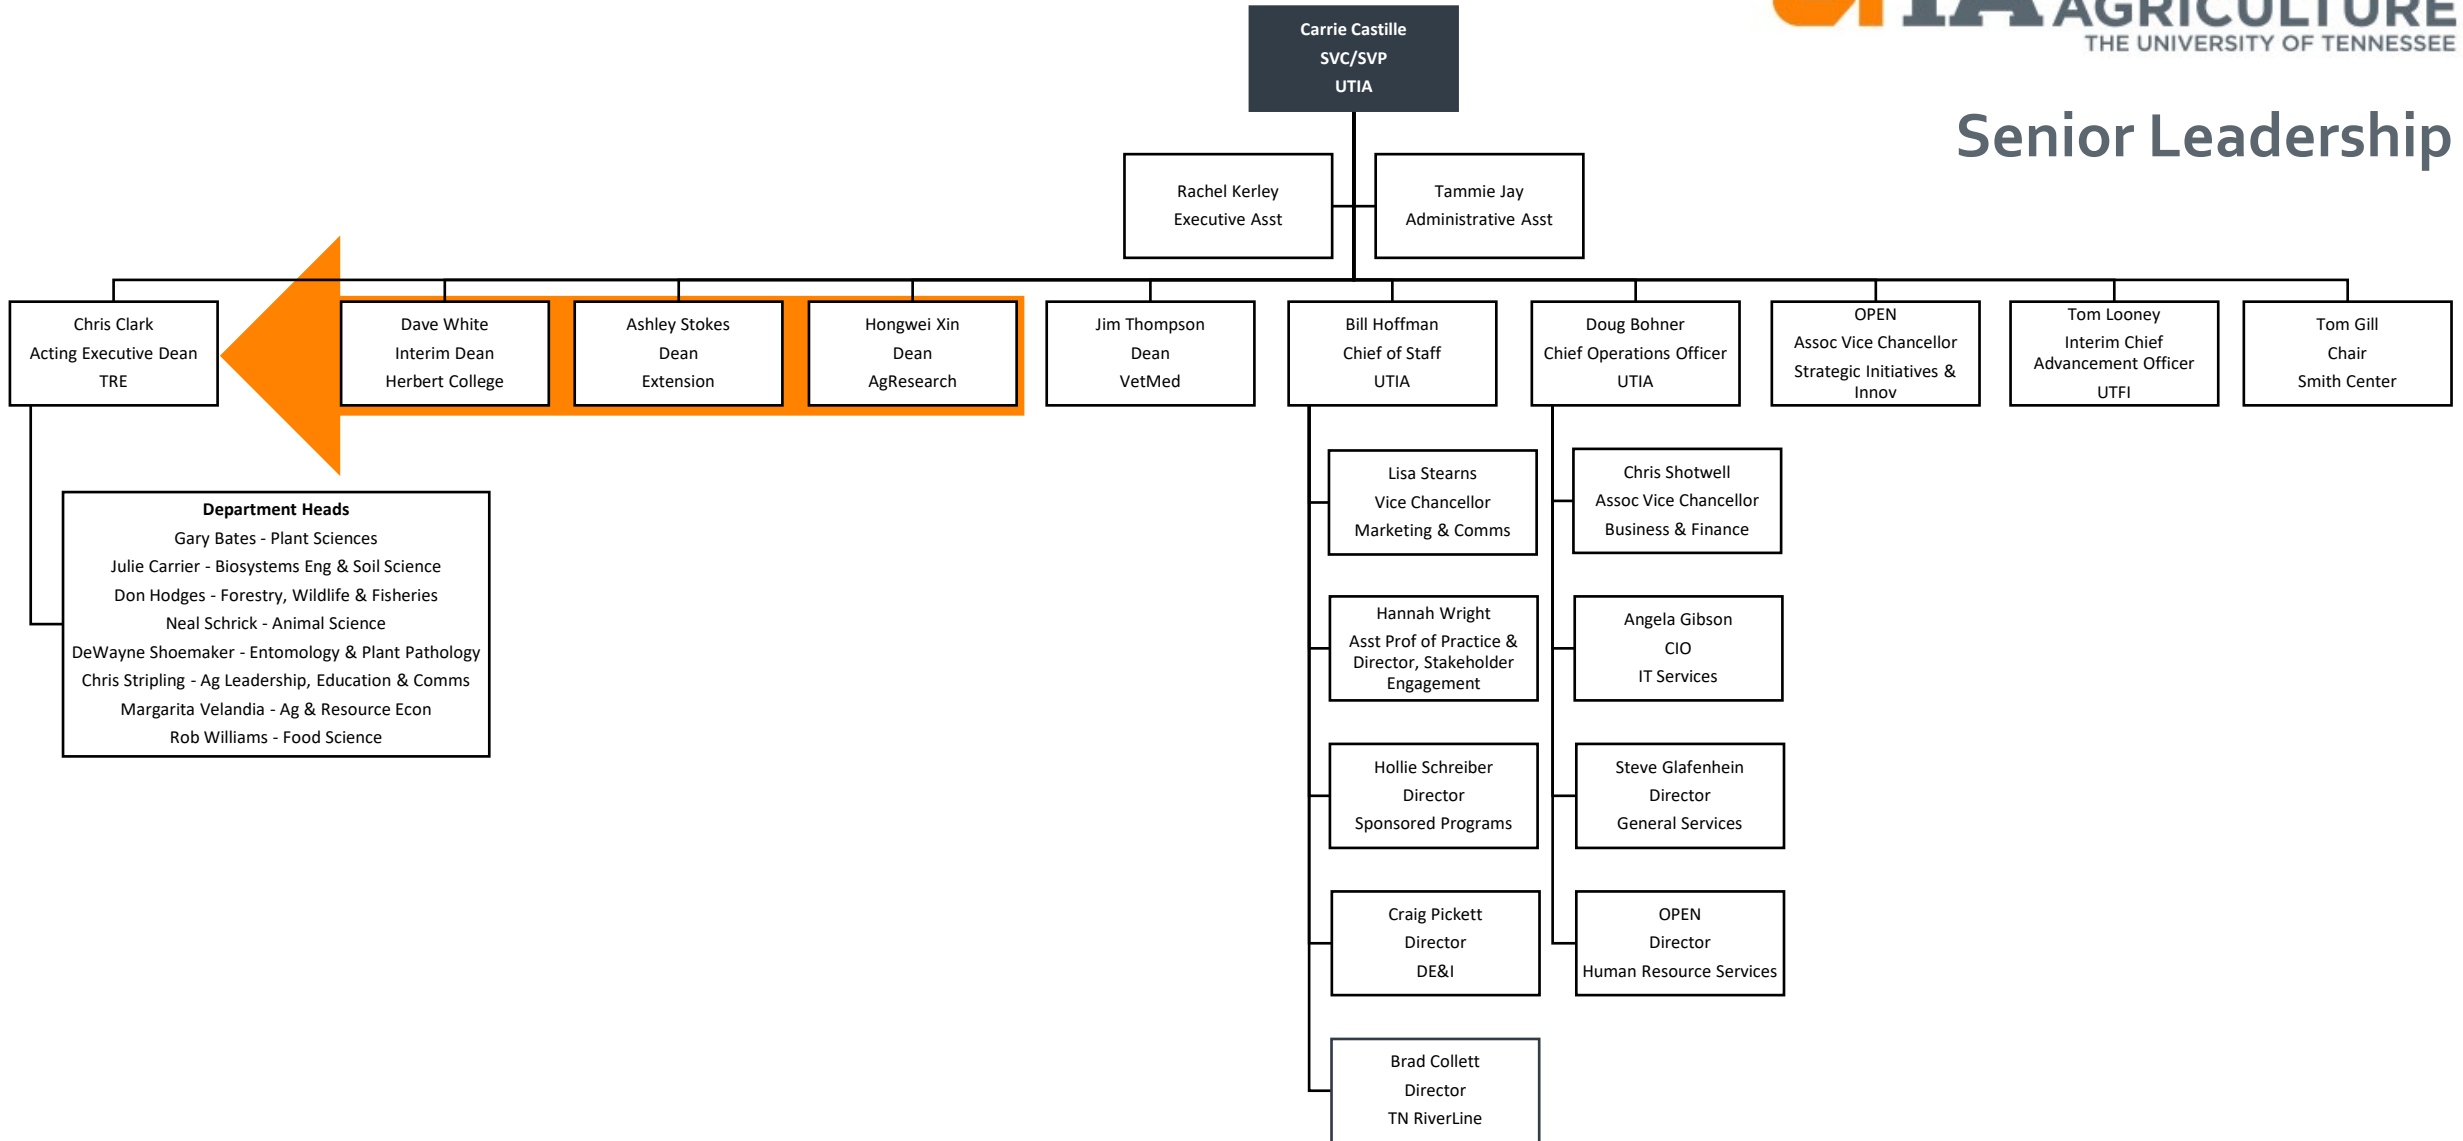 UTIA AGRICULTURE
THE UNIVERSITY OF TENNESSEE
Senior Leadership
Carrie Castille
SVC/SVP
UTIA
Rachel Kerley
Executive Asst
Tammie Jay
Administrative Asst
Chris Clark
Acting Executive Dean
TRE
Dave White
Interim Dean
Herbert College
Ashley Stokes
Dean
Extension
Hongwei Xin
Dean
AgResearch
Jim Thompson
Dean
VetMed
Bill Hoffman
Chief of Staff
UTIA
Doug Bohner
Chief Operations Officer
UTIA
OPEN
Assoc Vice Chancellor
Strategic Initiatives &
Innov
Tom Looney
Interim Chief
Advancement Officer
UTFI
Tom Gill
Chair
Smith Center
Department Heads
Gary Bates - Plant Sciences
Julie Carrier - Biosystems Eng & Soil Science
Don Hodges - Forestry, Wildlife & Fisheries
Neal Schrick - Animal Science
DeWayne Shoemaker - Entomology & Plant Pathology
Chris Stripling - Ag Leadership, Education & Comms
Margarita Velandia - Ag & Resource Econ
Rob Williams - Food Science
Lisa Stearns
Vice Chancellor
Marketing & Comms
Hannah Wright
Asst Prof of Practice &
Director, Stakeholder
Engagement
Hollie Schreiber
Director
Sponsored Programs
Craig Pickett
Director
DE&I
Brad Collett
Director
TN RiverLine
Chris Shotwell
Assoc Vice Chancellor
Business & Finance
Angela Gibson
CIO
IT Services
Steve Glafenhein
Director
General Services
OPEN
Director
Human Resource Services